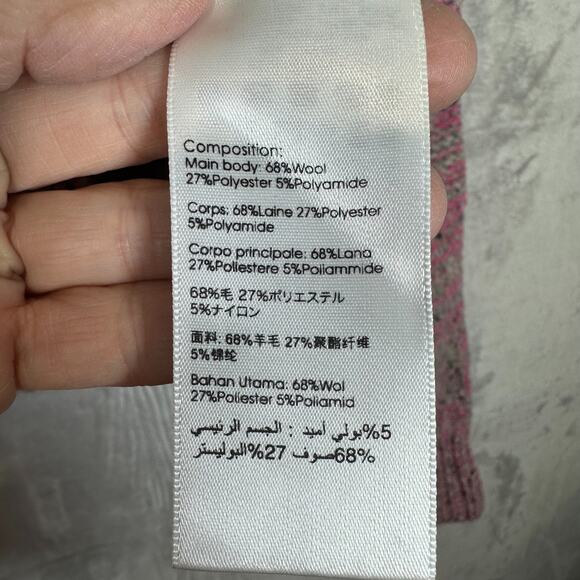 Composition:
Main body: 68%Wool
27%Polyester 5%Polyamide
Corps: 68%Laine 27%Polyester
5%Polyamide
Corpo principale: 68%Lana
27%Poliestere 5%Poliammide
68%毛 27%ポリエステル
5%ナイロン
面料: 68%羊毛 27%聚酯纤维
5%锦纶
Bahan Utama: 68%Wol
27%Poliester 5%Poliamid
5%بولي أميد : الجسم الرئيسي
68%صوف 27%البوليستر